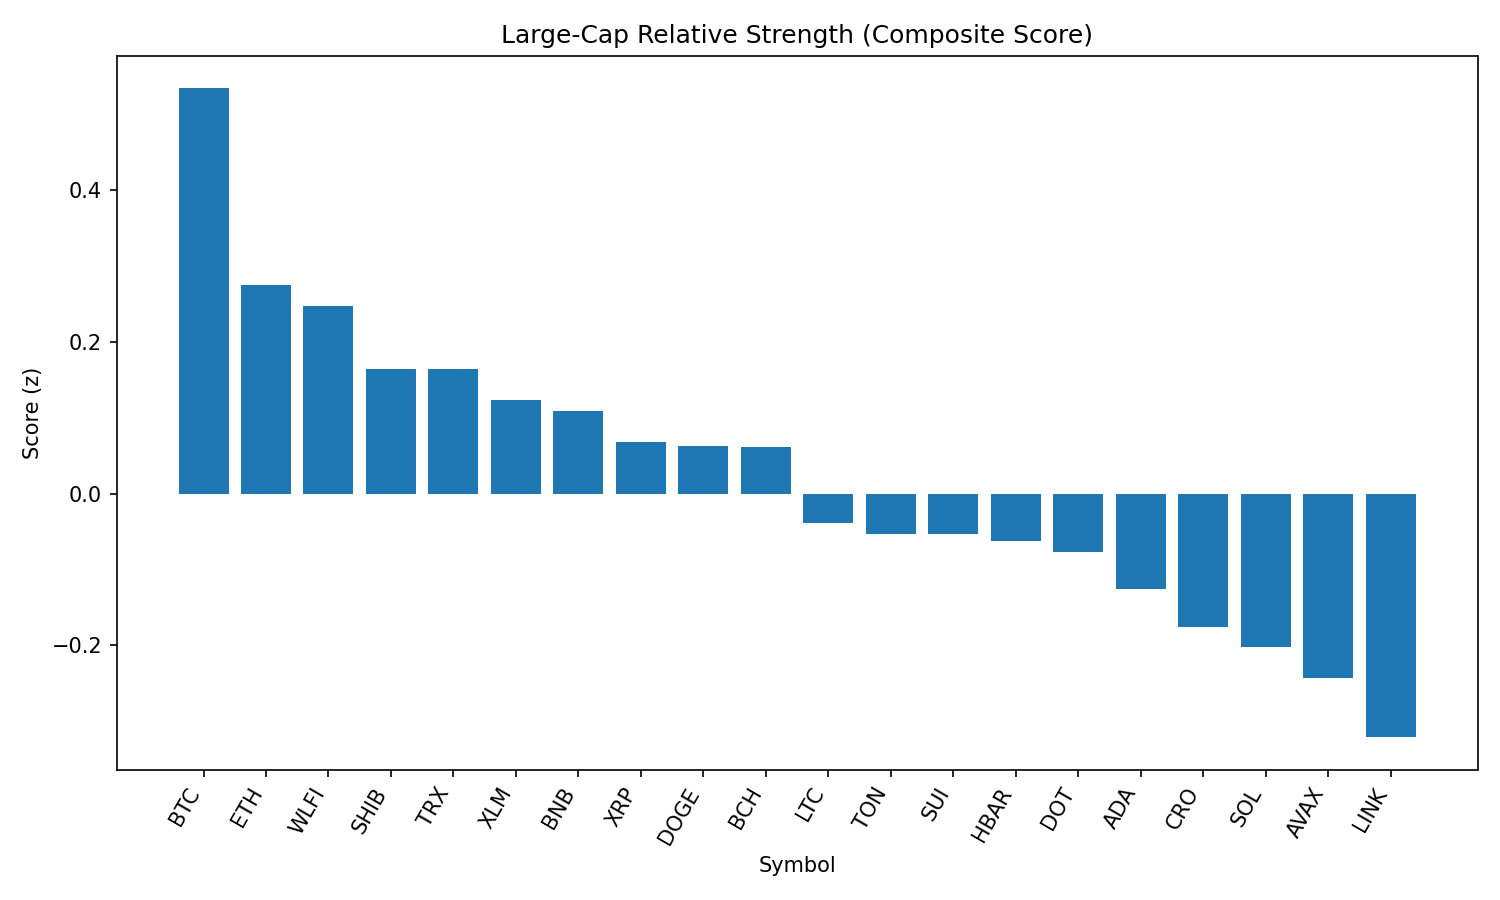 Large-Cap Relative Strength (Composite Score)
Score (z)
0.4
0.2
0.0
−0.2
BTC
ETH
WLFI
SHIB
TRX
XLM
BNB
XRP
DOGE
BCH
LTC
TON
SUI
HBAR
DOT
ADA
CRO
SOL
AVAX
LINK
Symbol